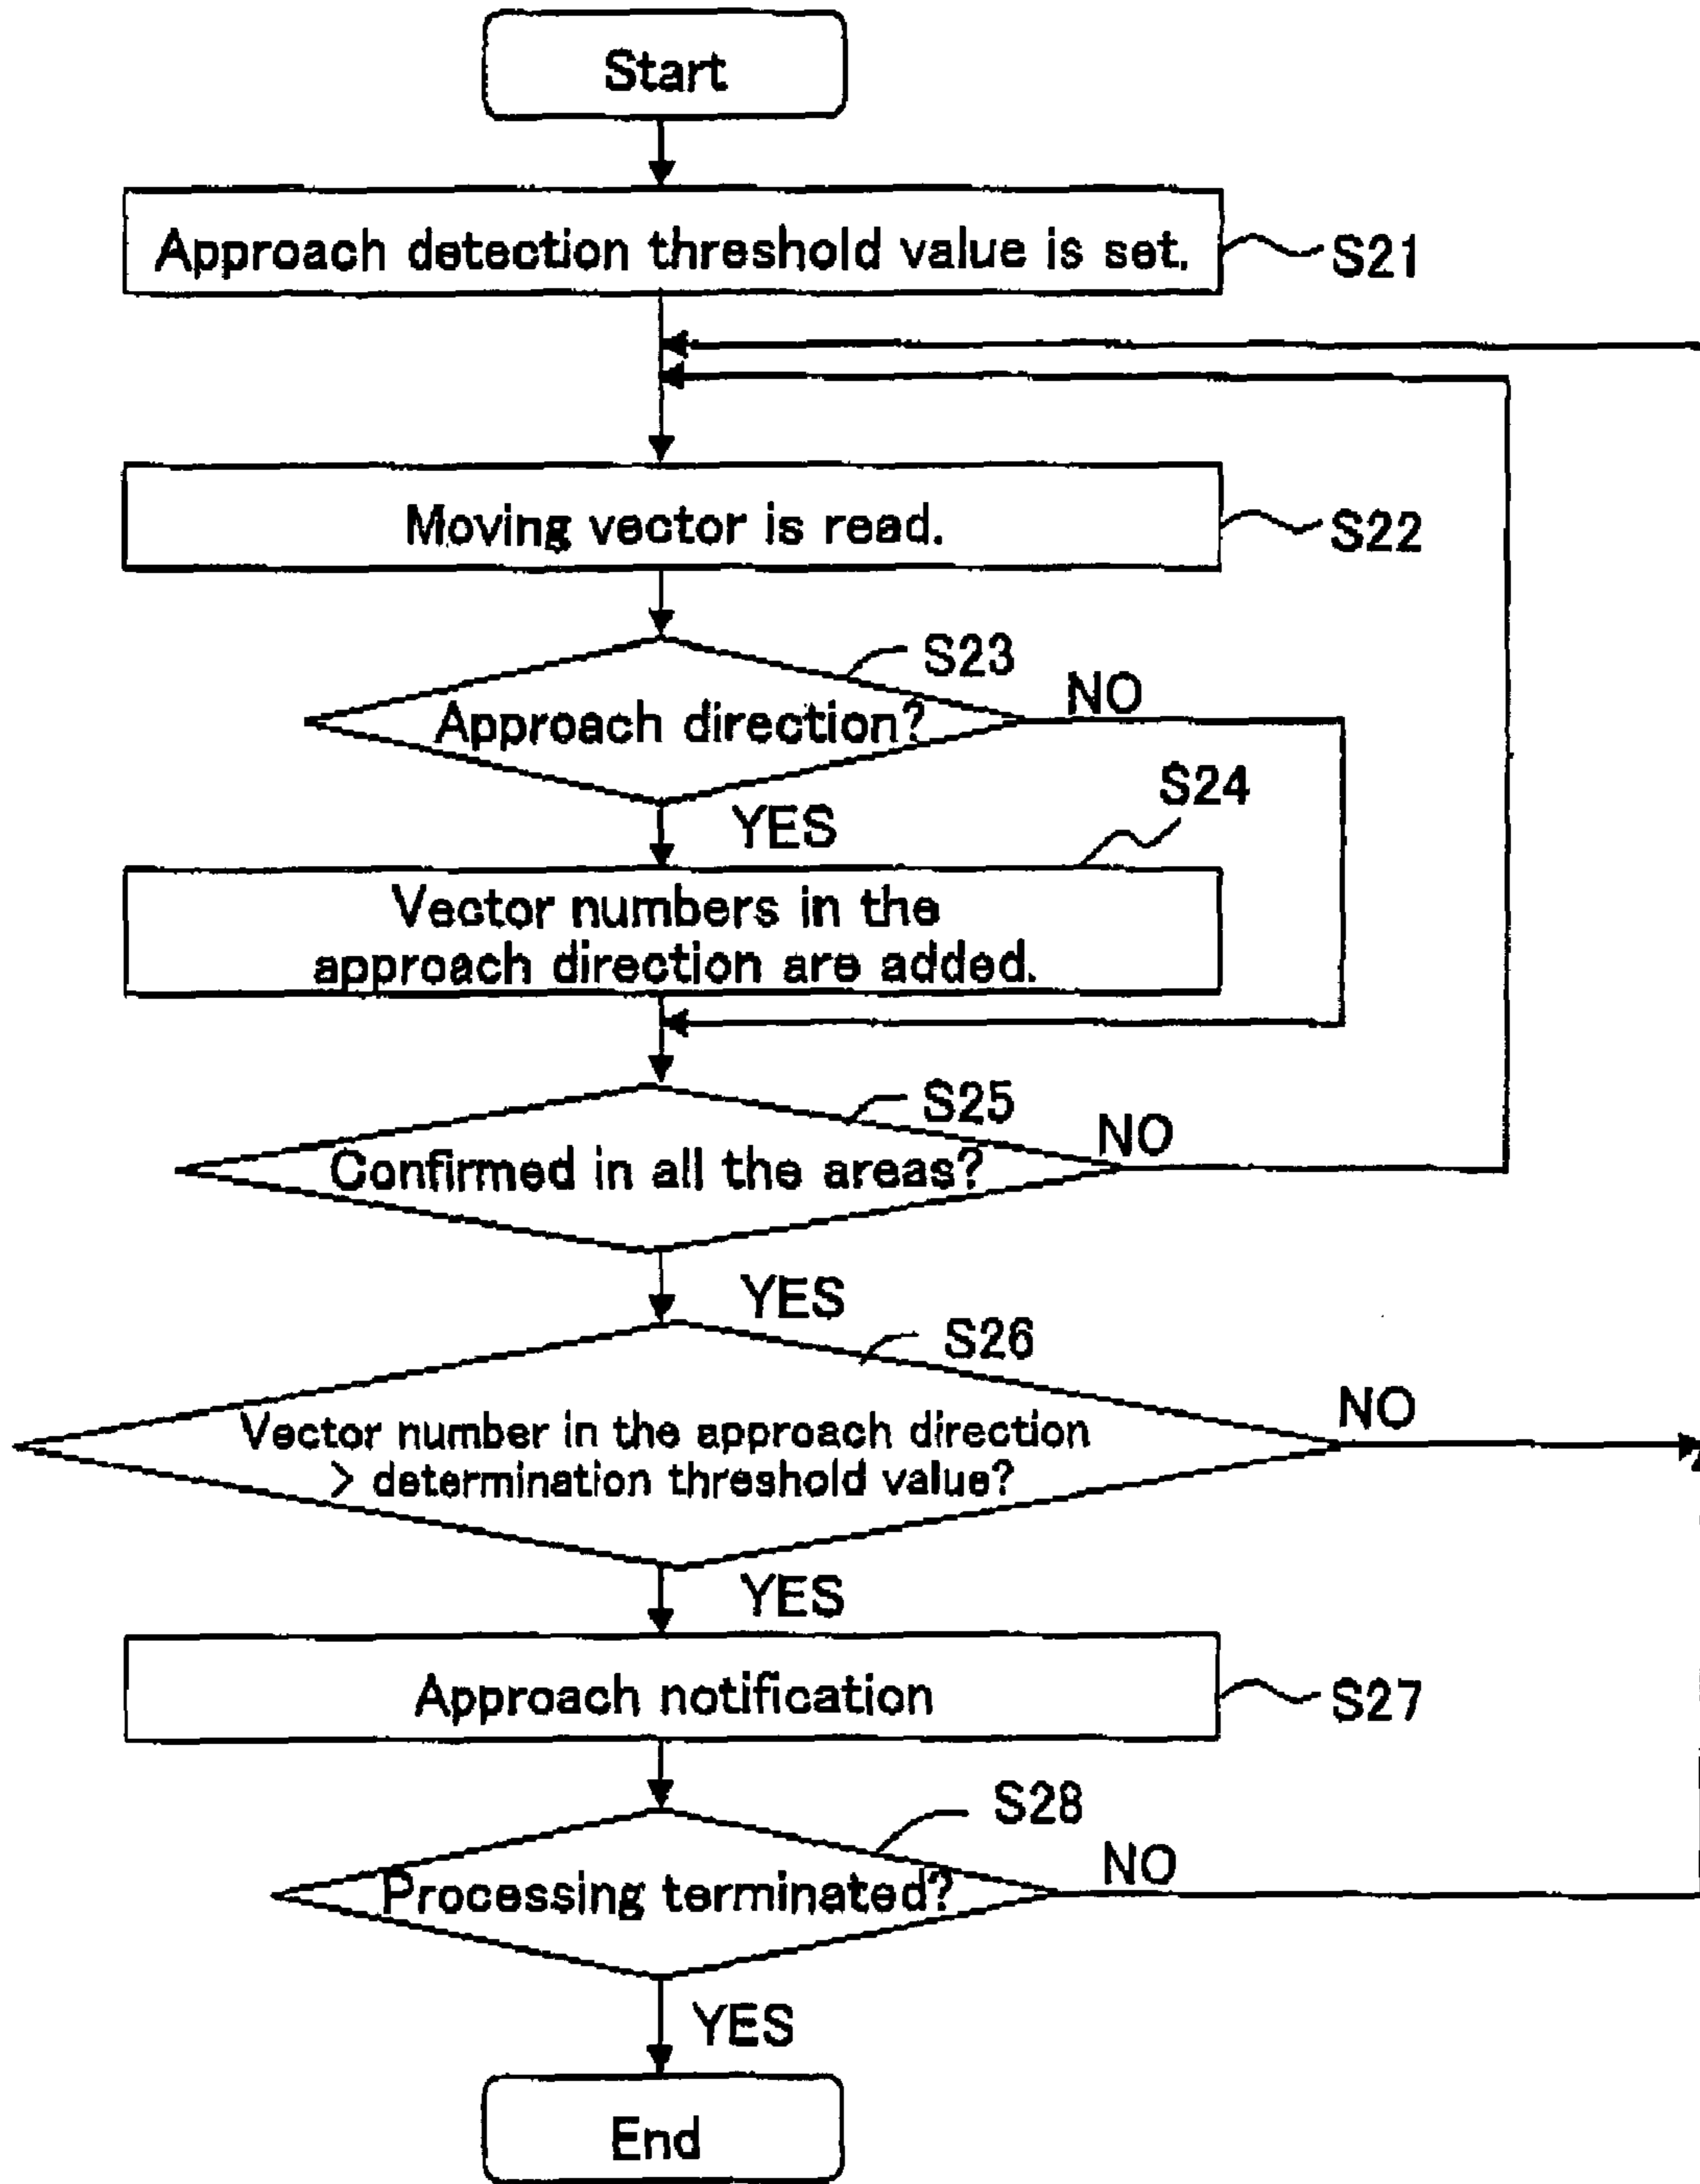 Start
Approach detection threshold value is set.
S21
Moving vector is read.
S22
S23
Approach direction?
NO
YES
S24
Vector numbers in the
approach direction are added.
S25
Confirmed in all the areas?
NO
YES
S26
Vector number in the approach direction
> determination threshold value?
NO
YES
Approach notification
S27
S28
Processing terminated?
NO
YES
End